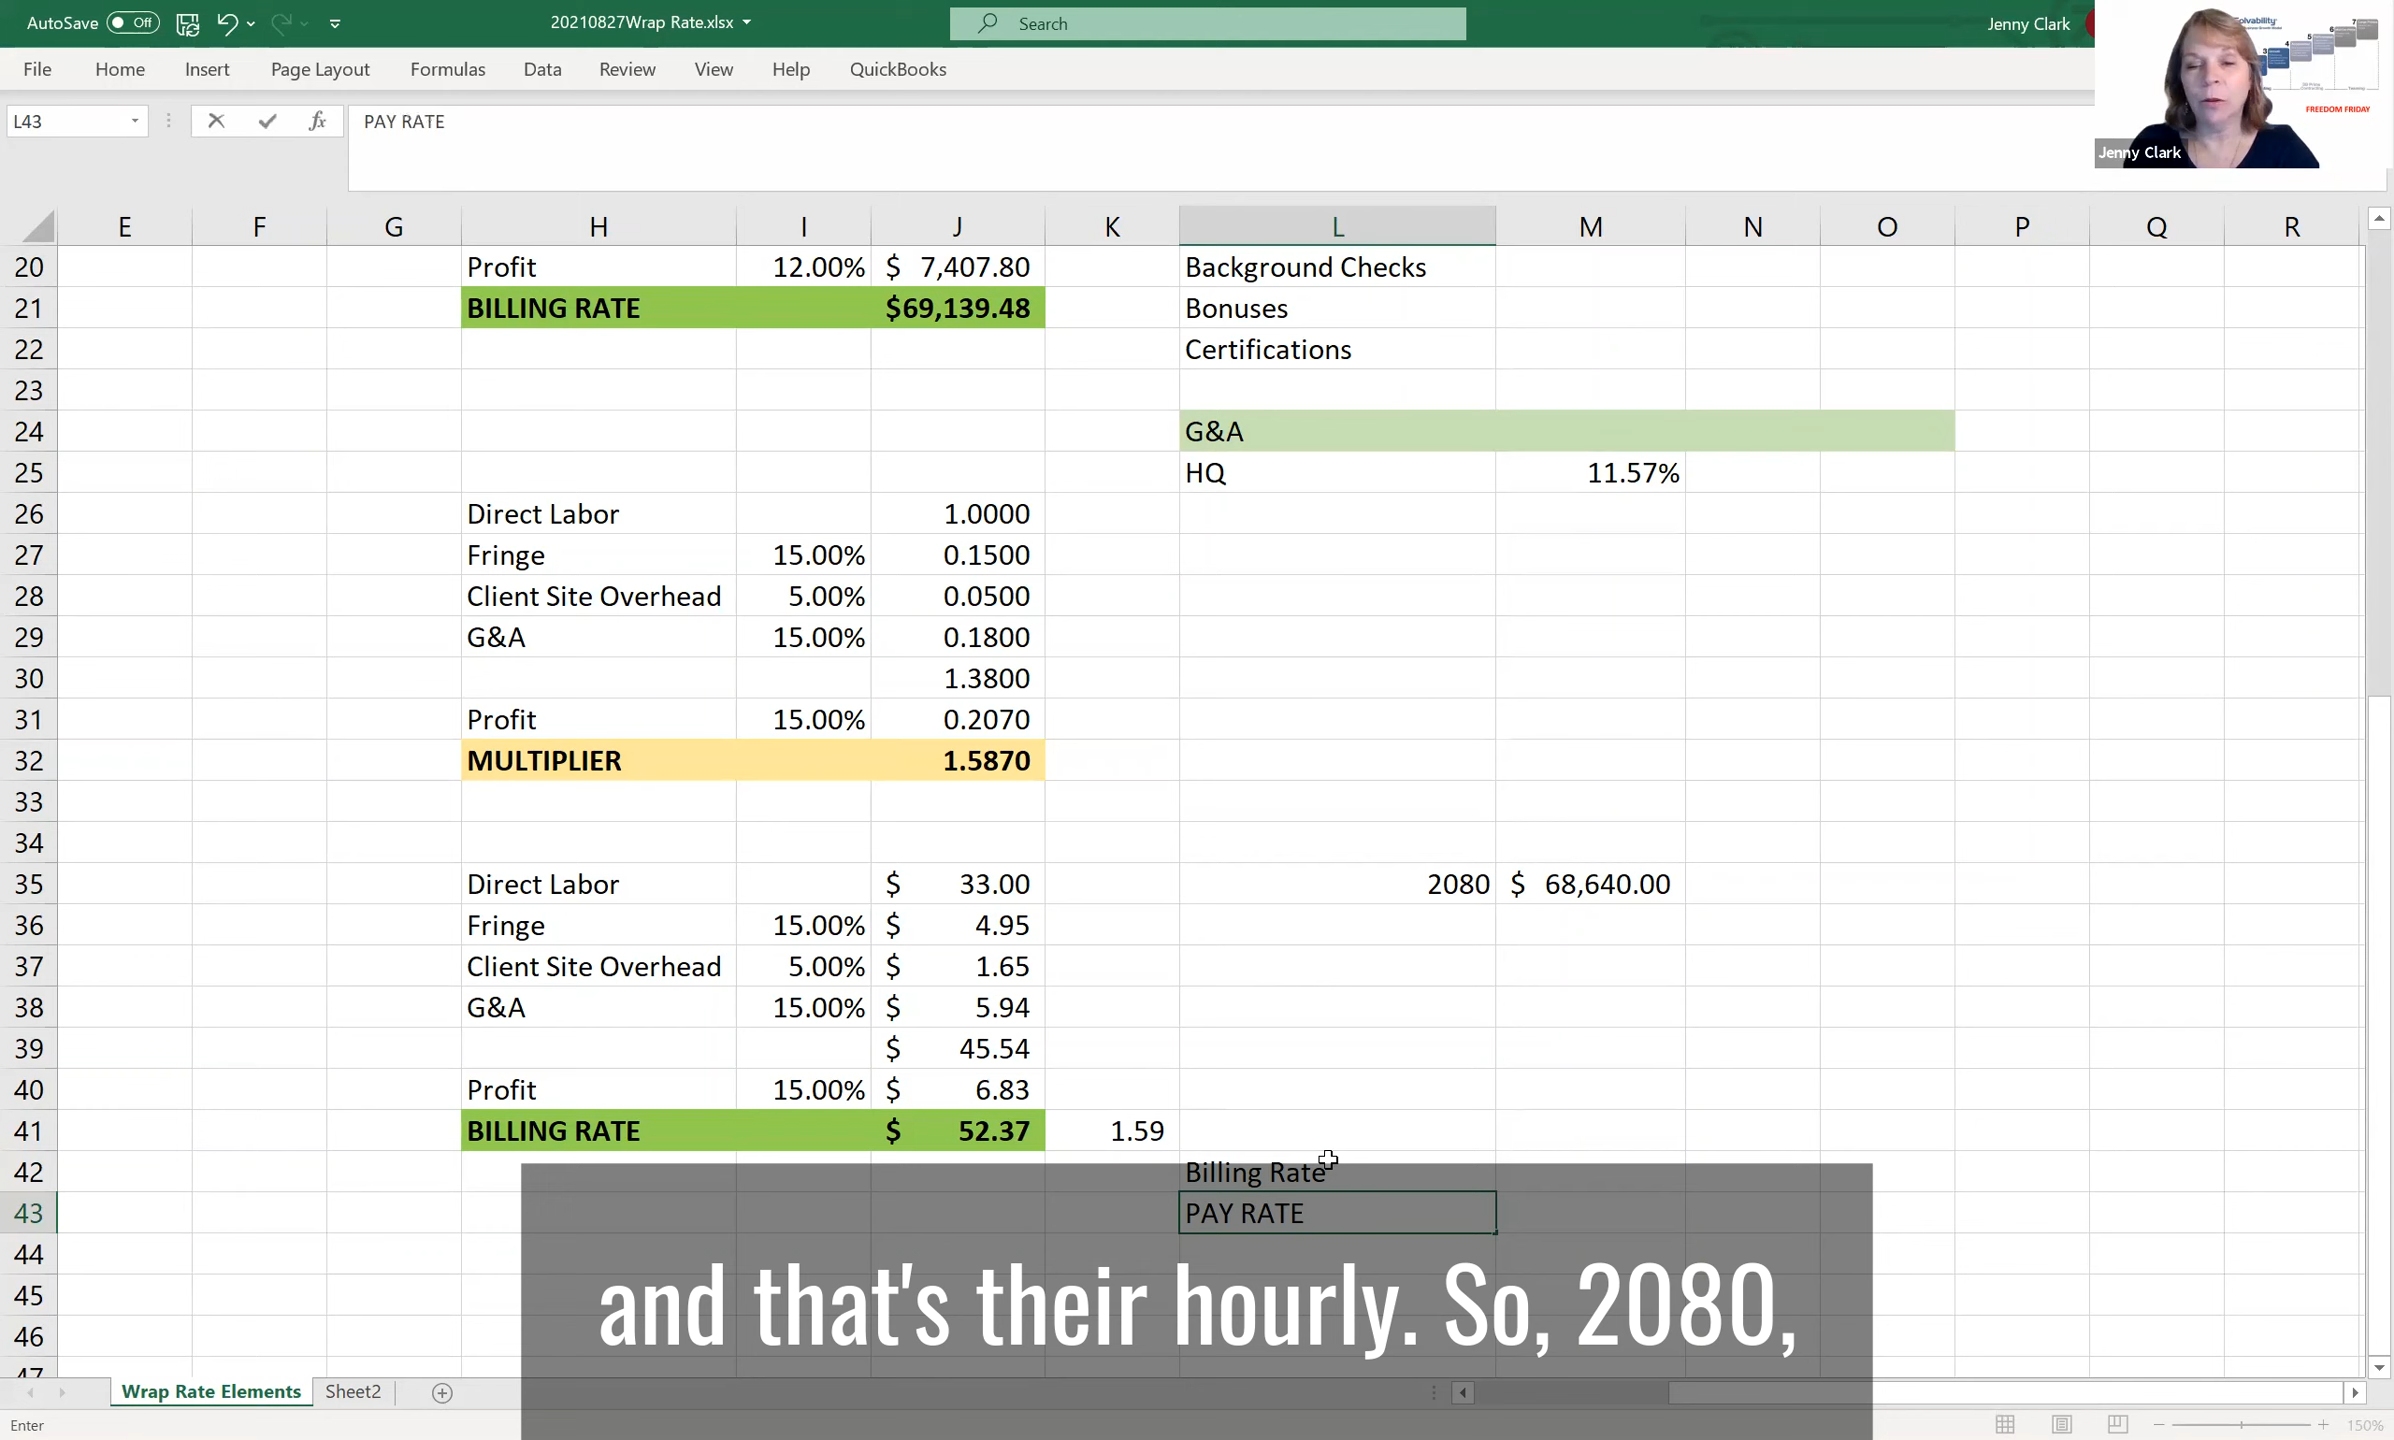 AutoSave Off 20210827Wrap Rate.xlsx Search Jenny Clark
File Home Insert Page Layout Formulas Data Review View Help QuickBooks
L43 fx PAY RATE
FREEDOM FRIDAY
Jenny Clark
E F G H I J K L M N O P Q R
20 Profit 12.00% $ 7,407.80 Background Checks
21 BILLING RATE $69,139.48 Bonuses
22 Certifications
23
24 G&A
25 HQ 11.57%
26 Direct Labor 1.0000
27 Fringe 15.00% 0.1500
28 Client Site Overhead 5.00% 0.0500
29 G&A 15.00% 0.1800
30 1.3800
31 Profit 15.00% 0.2070
32 MULTIPLIER 1.5870
33
34
35 Direct Labor $ 33.00 2080 $ 68,640.00
36 Fringe 15.00% $ 4.95
37 Client Site Overhead 5.00% $ 1.65
38 G&A 15.00% $ 5.94
39 $ 45.54
40 Profit 15.00% $ 6.83
41 BILLING RATE $ 52.37 1.59
42 Billing Rate
43 PAY RATE
44
45
46
47
and that's their hourly. So, 2080,
Wrap Rate Elements Sheet2
Enter 150%